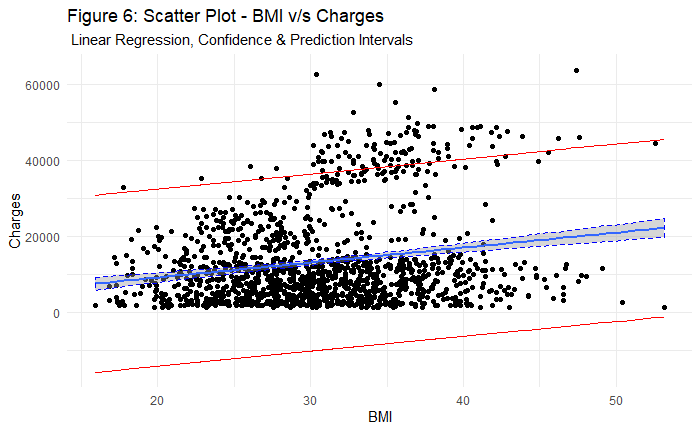 Figure 6: Scatter Plot - BMI v/s Charges
Linear Regression, Confidence & Prediction Intervals
60000
40000
20000
0
Charges
20
30
40
50
BMI